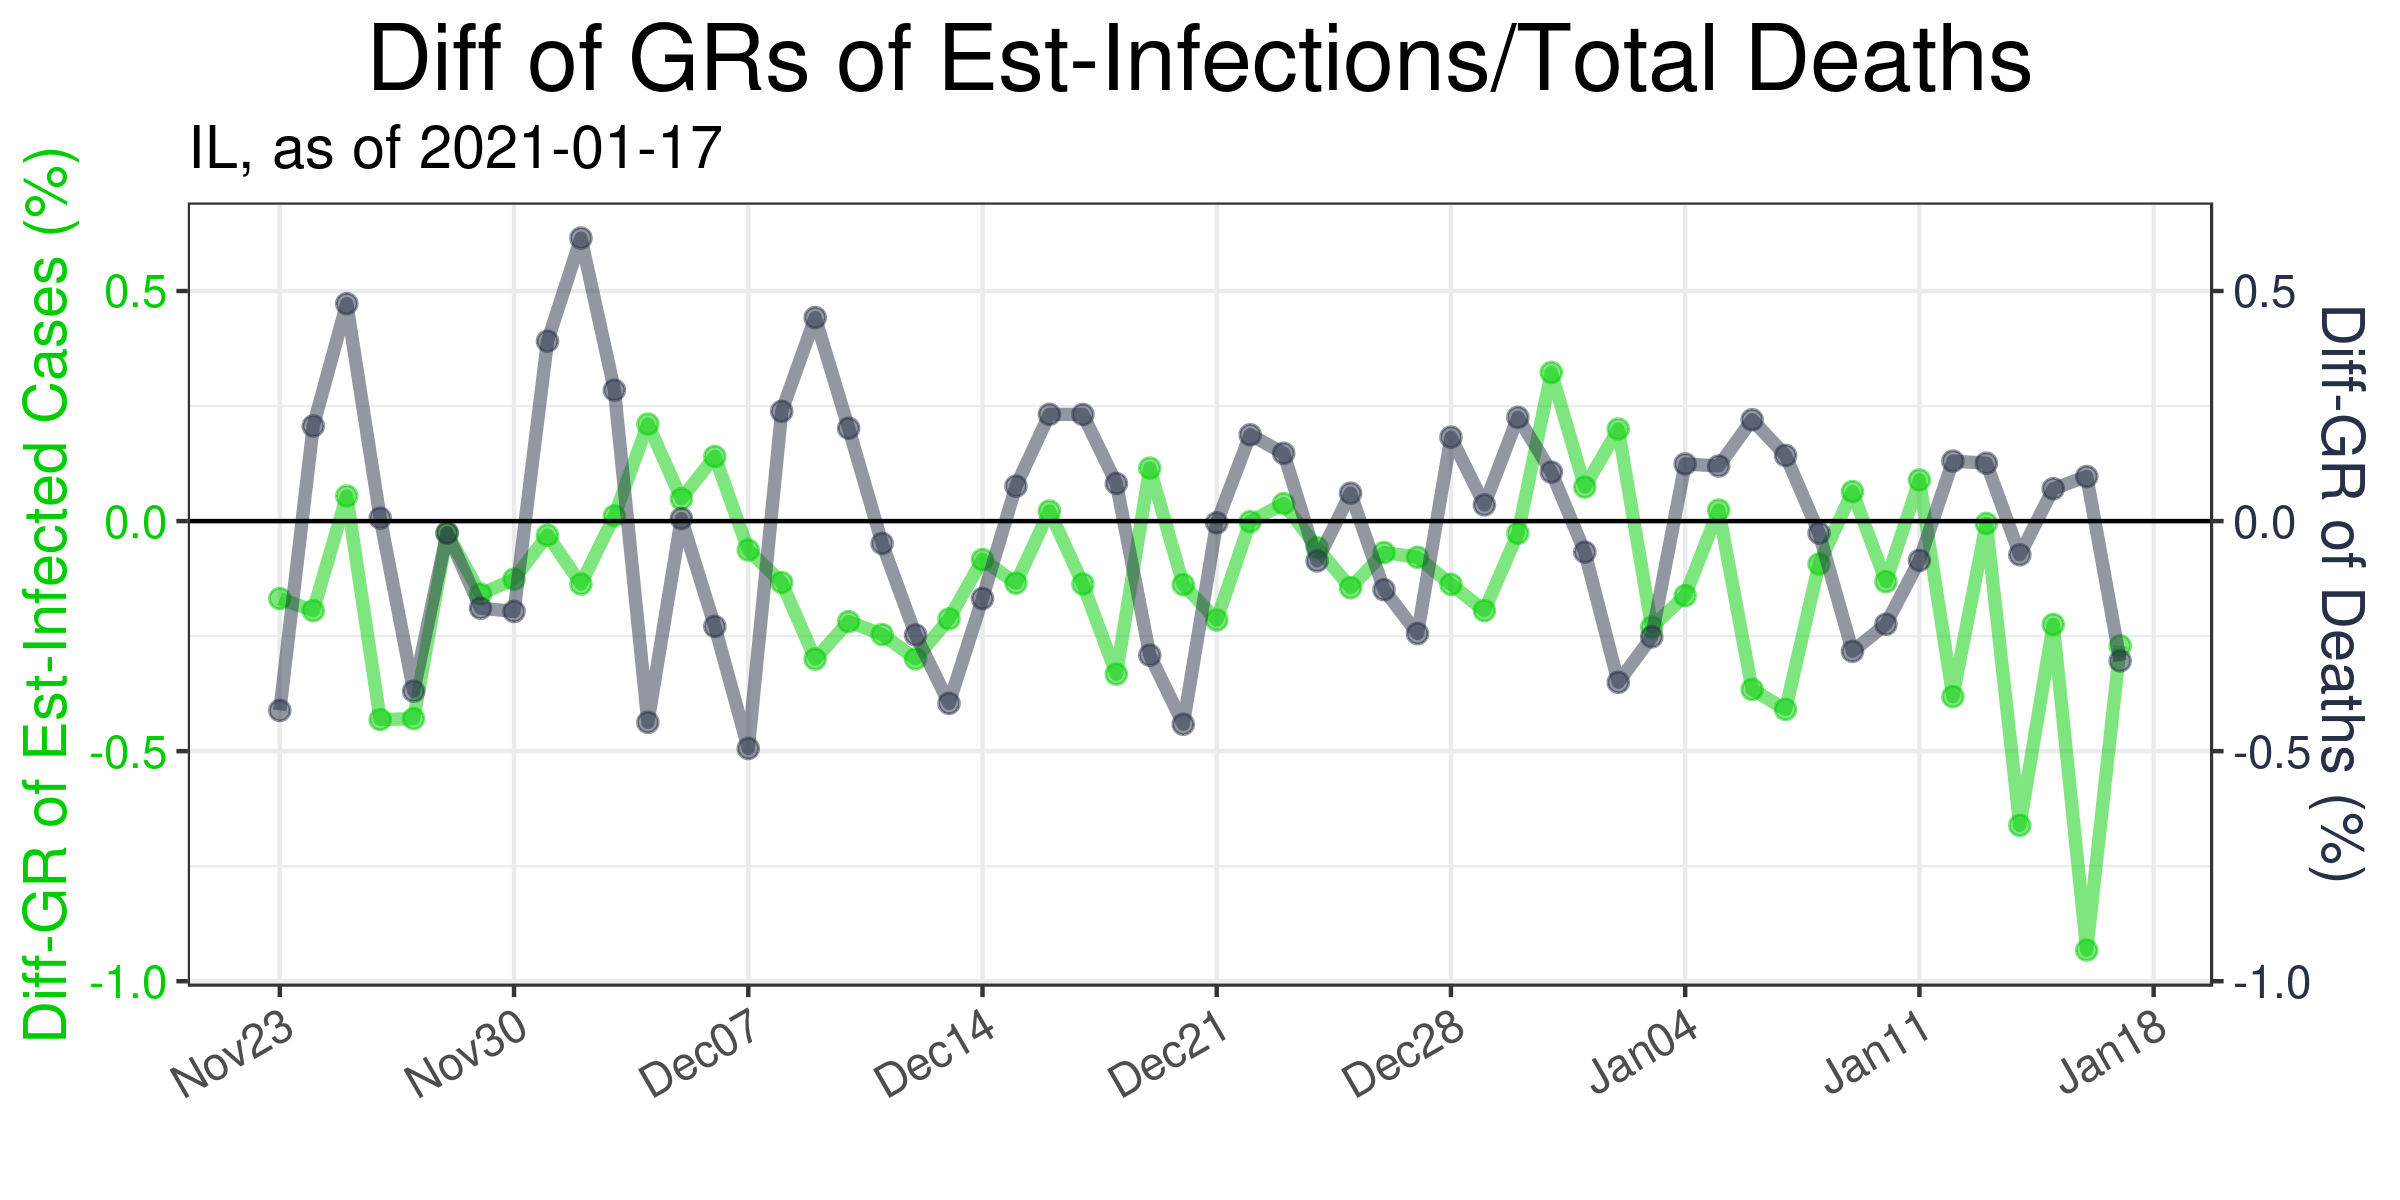 Diff of GRs of Est-Infections/Total Deaths
IL, as of 2021-01-17
Diff-GR of Est-Infected Cases (%)
0.5
0.0
-0.5
-1.0
0.5
0.0
-0.5
-1.0
Diff-GR of Deaths (%)
Nov23
Nov30
Dec07
Dec14
Dec21
Dec28
Jan04
Jan11
Jan18